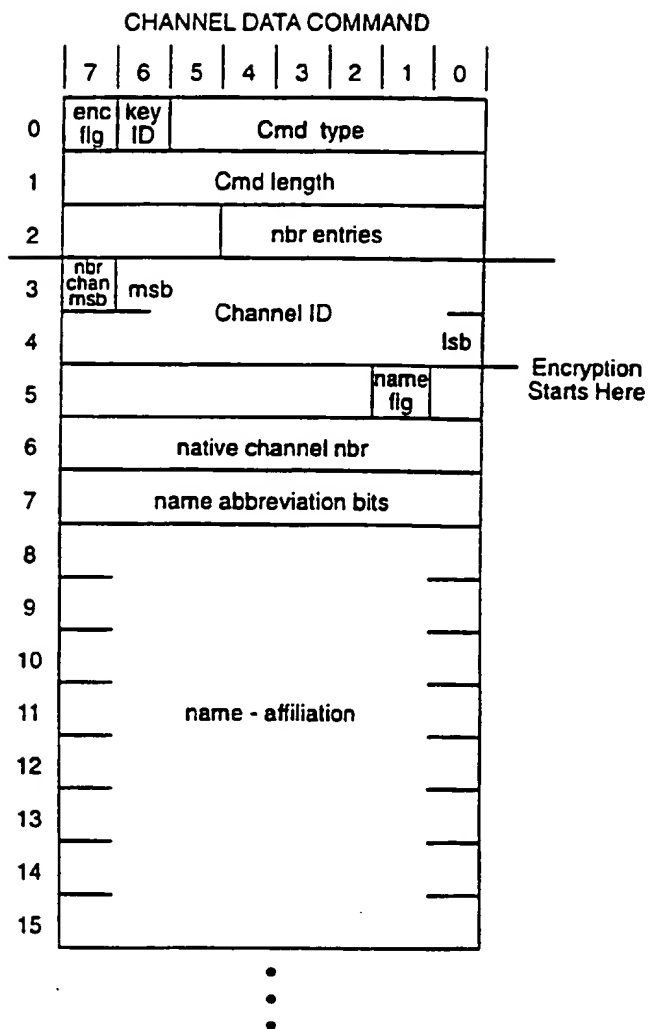 CHANNEL DATA COMMAND
7 6 5 4 3 2 1 0
0 enc flg key ID Cmd type
1 Cmd length
2 nbr entries
3 nbr chan msb msb
Channel ID
4 lsb
Encryption
Starts Here
5 name flg
6 native channel nbr
7 name abbreviation bits
8
9
10
11 name - affiliation
12
13
14
15